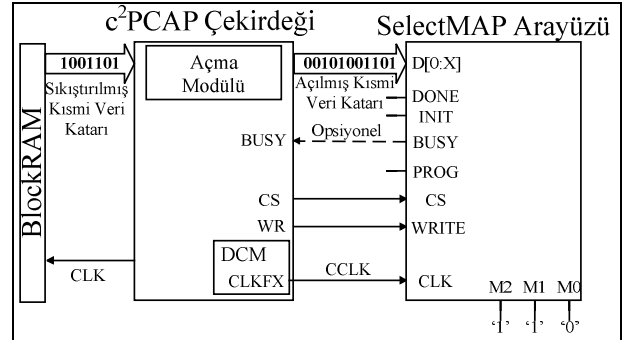 c²PCAP Çekirdeği
SelectMAP Arayüzü
BlockRAM
1001101
Sıkıştırılmış
Kısmi Veri
Katarı
CLK
Açma
Modülü
BUSY
CS
WR
DCM
CLKFX
00101001101
Açılmış Kısmi
Veri Katarı
Opsiyonel
CCLK
D[0:X]
DONE
INIT
BUSY
PROG
CS
WRITE
CLK
M2 M1 M0
‘1’ ‘1’ ‘0’